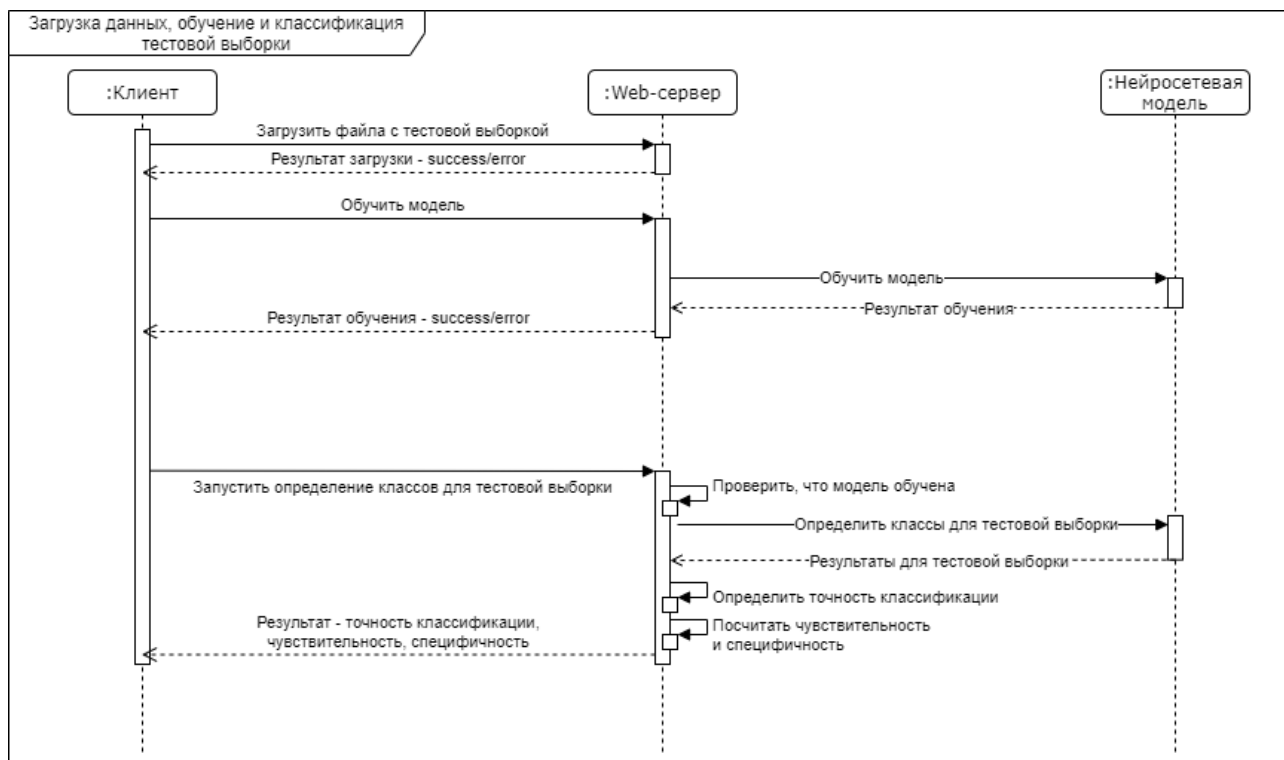 Загрузка данных, обучение и классификация
тестовой выборки
:Клиент
:Web-сервер
:Нейросетевая
модель
Загрузить файла с тестовой выборкой
Результат загрузки - success/error
Обучить модель
Обучить модель
Результат обучения
Результат обучения - success/error
Запустить определение классов для тестовой выборки
Проверить, что модель обучена
Определить классы для тестовой выборки
Результаты для тестовой выборки
Определить точность классификации
Результат - точность классификации,
чувствительность, специфичность
Посчитать чувствительность
и специфичность